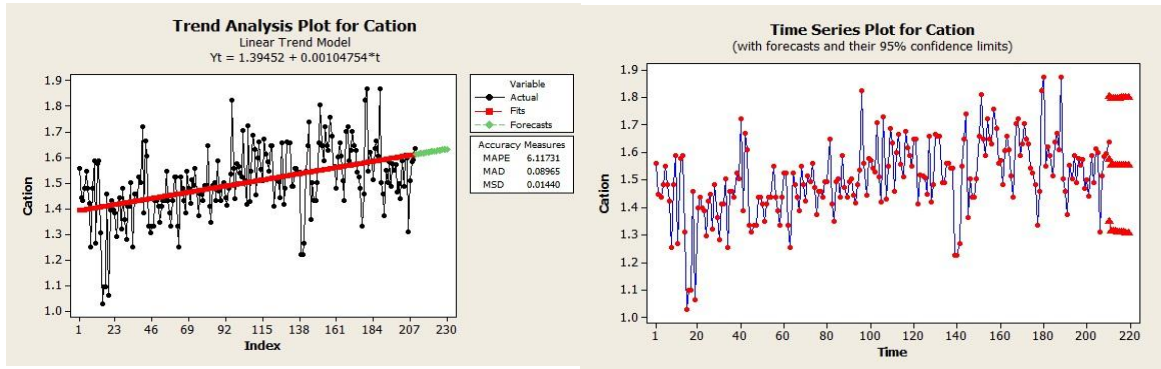 Trend Analysis Plot for Cation
Linear Trend Model
Yt = 1.39452 + 0.00104754*t
Cation
1.9
1.8
1.7
1.6
1.5
1.4
1.3
1.2
1.1
1.0
1 23 46 69 92 115 138 161 184 207 230
Index
Variable
Actual
Fits
Forecasts
Accuracy Measures
MAPE 6.11731
MAD 0.08965
MSD 0.01440
Time Series Plot for Cation
(with forecasts and their 95% confidence limits)
Cation
1.9
1.8
1.7
1.6
1.5
1.4
1.3
1.2
1.1
1.0
1 20 40 60 80 100 120 140 160 180 200 220
Time